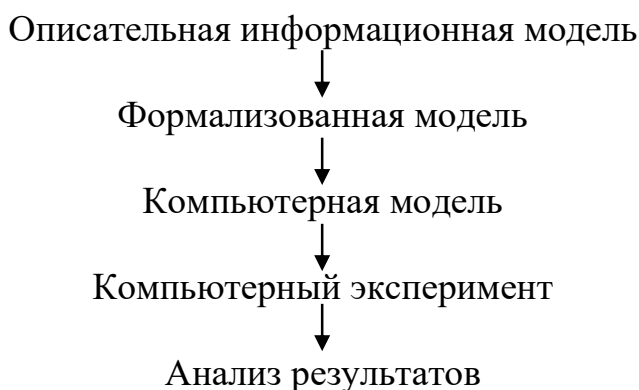 Описательная информационная модель
Формализованная модель
Компьютерная модель
Компьютерный эксперимент
Анализ результатов